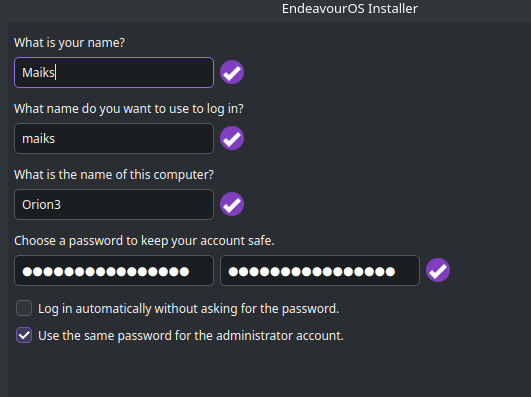 EndeavourOS Installer
What is your name?
Maiks
What name do you want to use to log in?
maiks
What is the name of this computer?
Orion3
Choose a password to keep your account safe.
●●●●●●●●●●●●●●●● ●●●●●●●●●●●●●●●●
Log in automatically without asking for the password.
Use the same password for the administrator account.